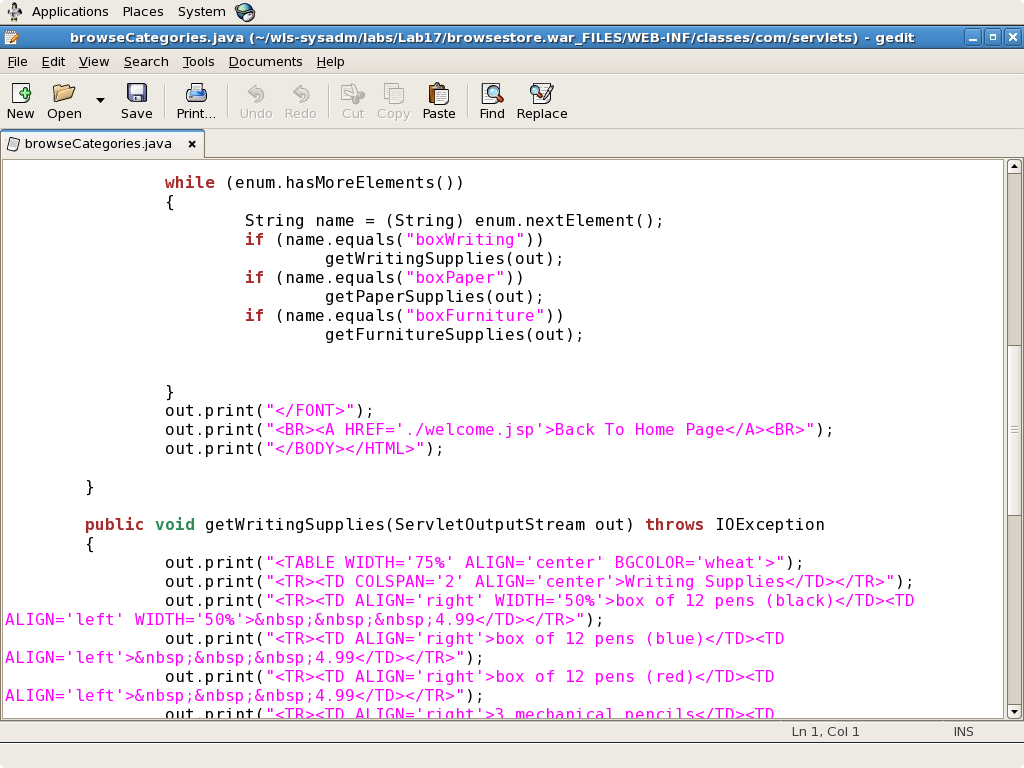 Applications Places System
browseCategories.java (~/wls-sysadm/labs/Lab17/browsestore.war_FILES/WEB-INF/classes/com/servlets) - gedit
File Edit View Search Tools Documents Help
New Open Save Print... Undo Redo Cut Copy Paste Find Replace
browseCategories.java
while (enum.hasMoreElements())
{
String name = (String) enum.nextElement();
if (name.equals("boxWriting"))
getWritingSupplies(out);
if (name.equals("boxPaper"))
getPaperSupplies(out);
if (name.equals("boxFurniture"))
getFurnitureSupplies(out);
}
out.print("</FONT>");
out.print("<BR><A HREF='./welcome.jsp'>Back To Home Page</A><BR>");
out.print("</BODY></HTML>");
}
public void getWritingSupplies(ServletOutputStream out) throws IOException
{
out.print("<TABLE WIDTH='75%' ALIGN='center' BGCOLOR='wheat'>");
out.print("<TR><TD COLSPAN='2' ALIGN='center'>Writing Supplies</TD></TR>");
out.print("<TR><TD ALIGN='right' WIDTH='50%'>box of 12 pens (black)</TD><TD
ALIGN='left' WIDTH='50%'>&nbsp;&nbsp;&nbsp;4.99</TD></TR>");
out.print("<TR><TD ALIGN='right'>box of 12 pens (blue)</TD><TD
ALIGN='left'>&nbsp;&nbsp;&nbsp;4.99</TD></TR>");
out.print("<TR><TD ALIGN='right'>box of 12 pens (red)</TD><TD
ALIGN='left'>&nbsp;&nbsp;&nbsp;4.99</TD></TR>");
out.print("<TR><TD ALIGN='right'>3 mechanical pencils</TD><TD
Ln 1, Col 1 INS